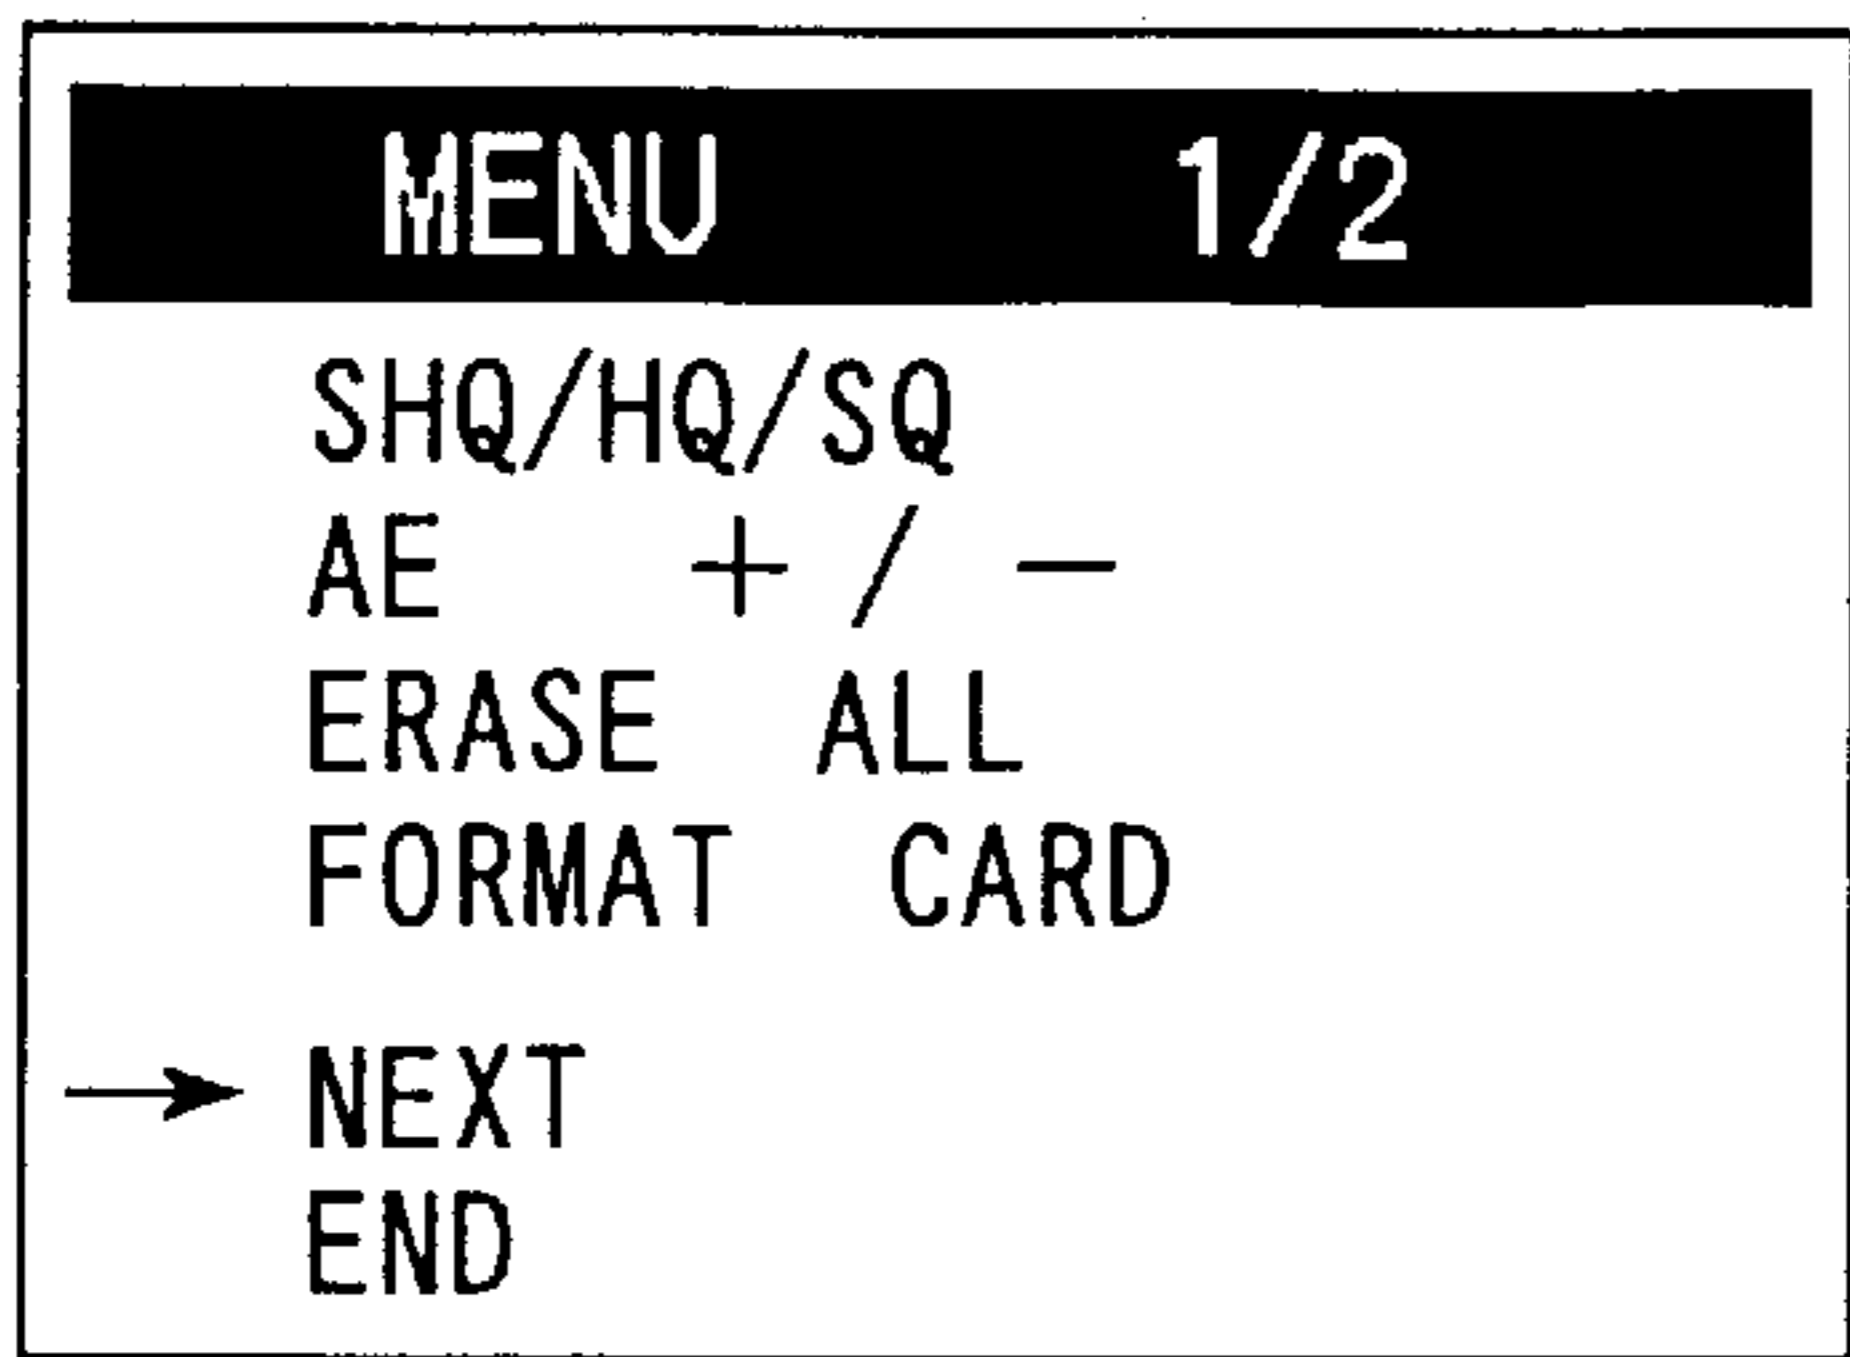 MENU 1/2
SHQ/HQ/SQ
AE +/-
ERASE ALL
FORMAT CARD
NEXT
END